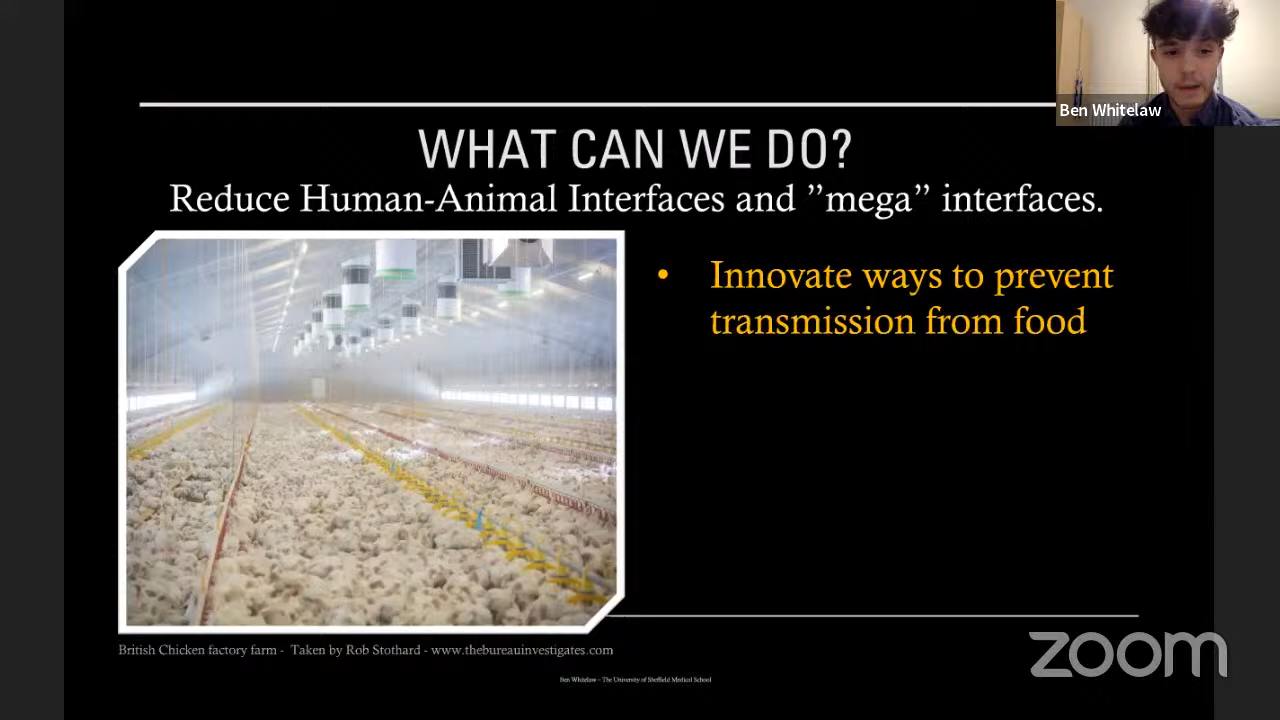 Ben Whitelaw
WHAT CAN WE DO?
Reduce Human-Animal Interfaces and ”mega” interfaces.
• Innovate ways to prevent
transmission from food
British Chicken factory farm - Taken by Rob Stothard - www.thebureauinvestigates.com
Ben Whitelaw – The University of Sheffield Medical School
zoom